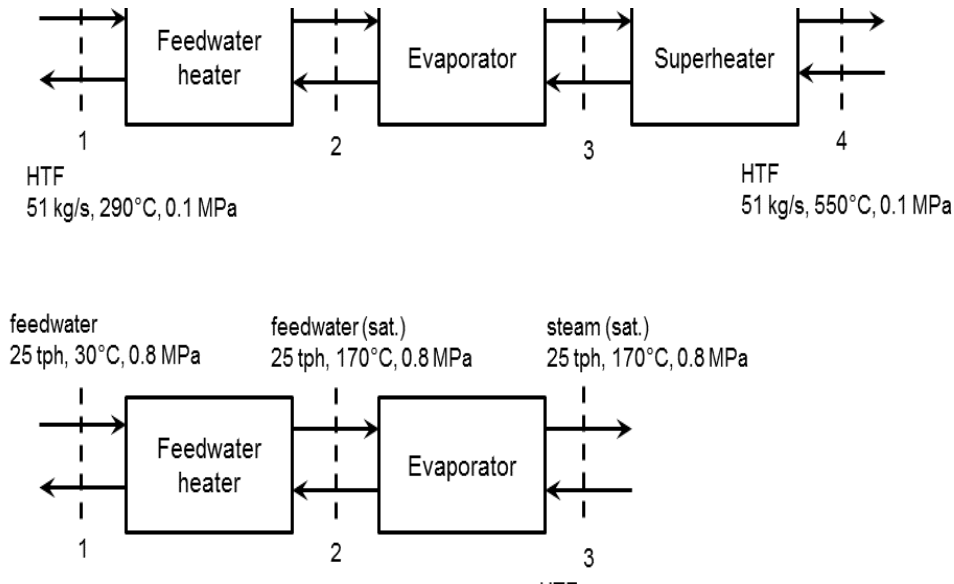 Feedwater
heater
Evaporator
Superheater
1
2
3
4
HTF
51 kg/s, 290°C, 0.1 MPa
HTF
51 kg/s, 550°C, 0.1 MPa
feedwater
25 tph, 30°C, 0.8 MPa
feedwater (sat.)
25 tph, 170°C, 0.8 MPa
steam (sat.)
25 tph, 170°C, 0.8 MPa
Feedwater
heater
Evaporator
1
2
3